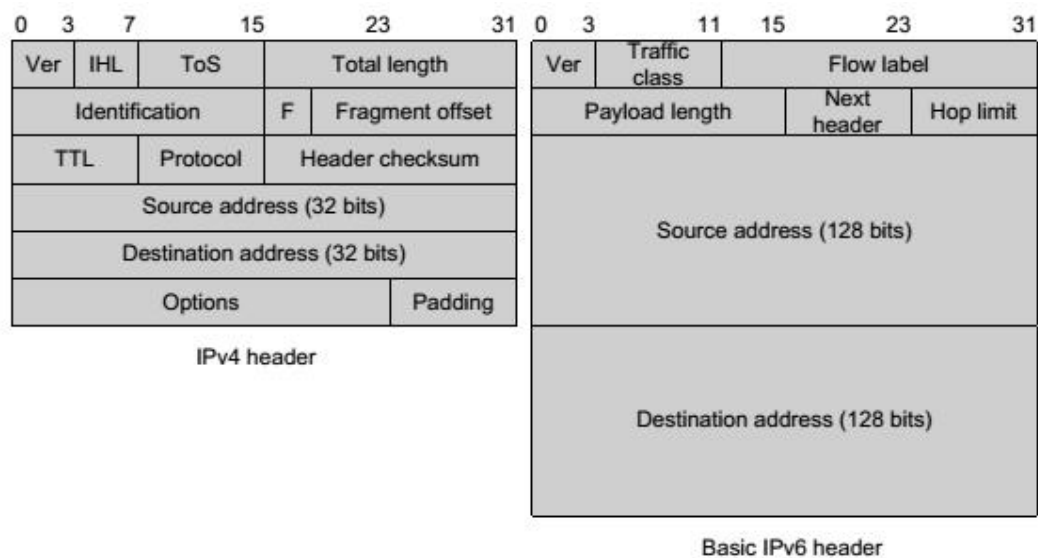 0 3 7 15 23 31
Ver IHL ToS Total length
Identification F Fragment offset
TTL Protocol Header checksum
Source address (32 bits)
Destination address (32 bits)
Options Padding
IPv4 header
0 3 11 15 23 31
Ver Traffic class Flow label
Payload length Next header Hop limit
Source address (128 bits)
Destination address (128 bits)
Basic IPv6 header